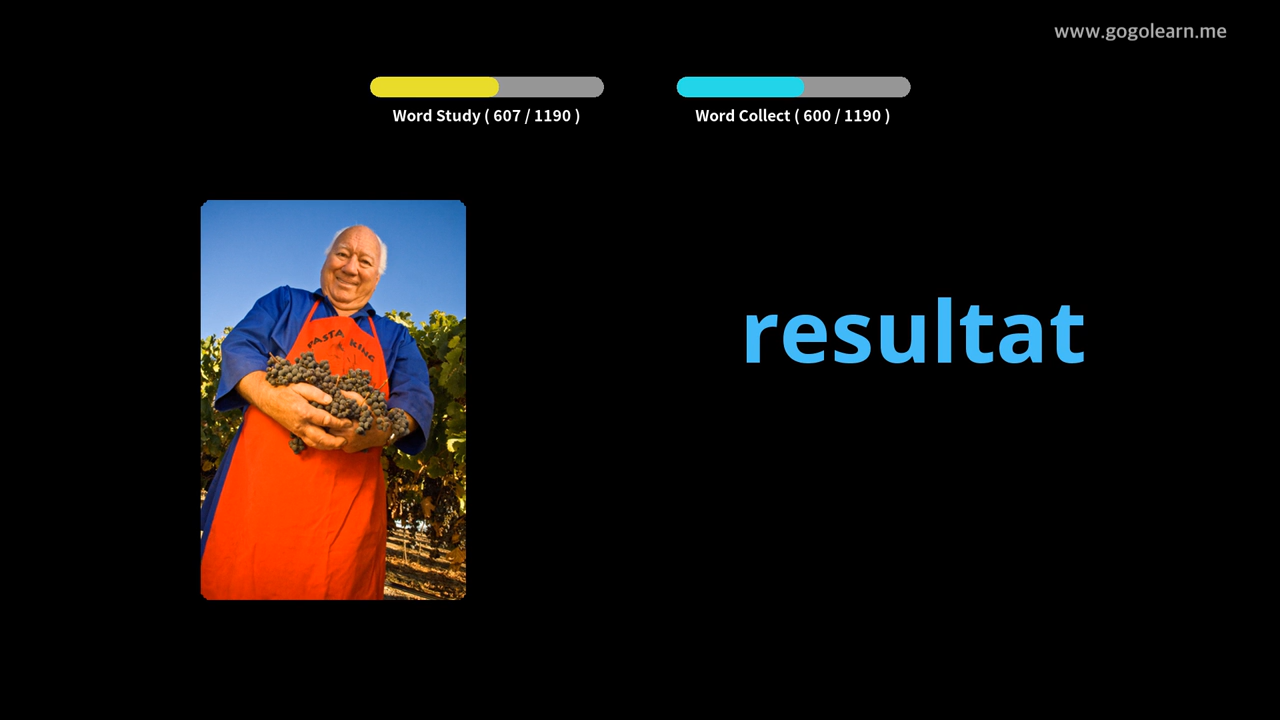 www.gogolearn.me
Word Study ( 607 / 1190 )
Word Collect ( 600 / 1190 )
PASTA KING
resultat